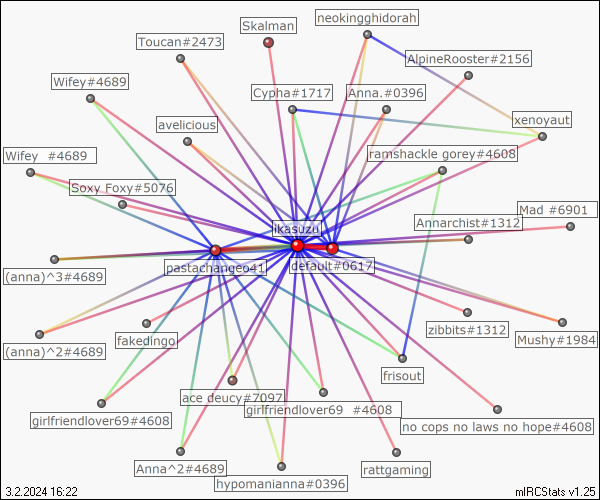 neokingghidorah
Skalman
Toucan#2473
AlpineRooster#2156
Wifey#4689
Cypha#1717
Anna.#0396
xenoyaut
avelicious
ramshackle gorey#4608
Wifey  #4689
Soxy Foxy#5076
Mad #6901
Annarchist#1312
likasuzu
pastachangeo41
default#0617
(anna)^3#4689
zibbits#1312
Mushy#1984
fakedingo
(anna)^2#4689
frisout
ace deucy#7097
girlfriendlover69  #4608
girlfriendlover69#4608
no cops no laws no hope#4608
Anna^2#4689
rattgaming
hypomanianna#0396
3.2.2024 16:22
mIRCStats v1.25